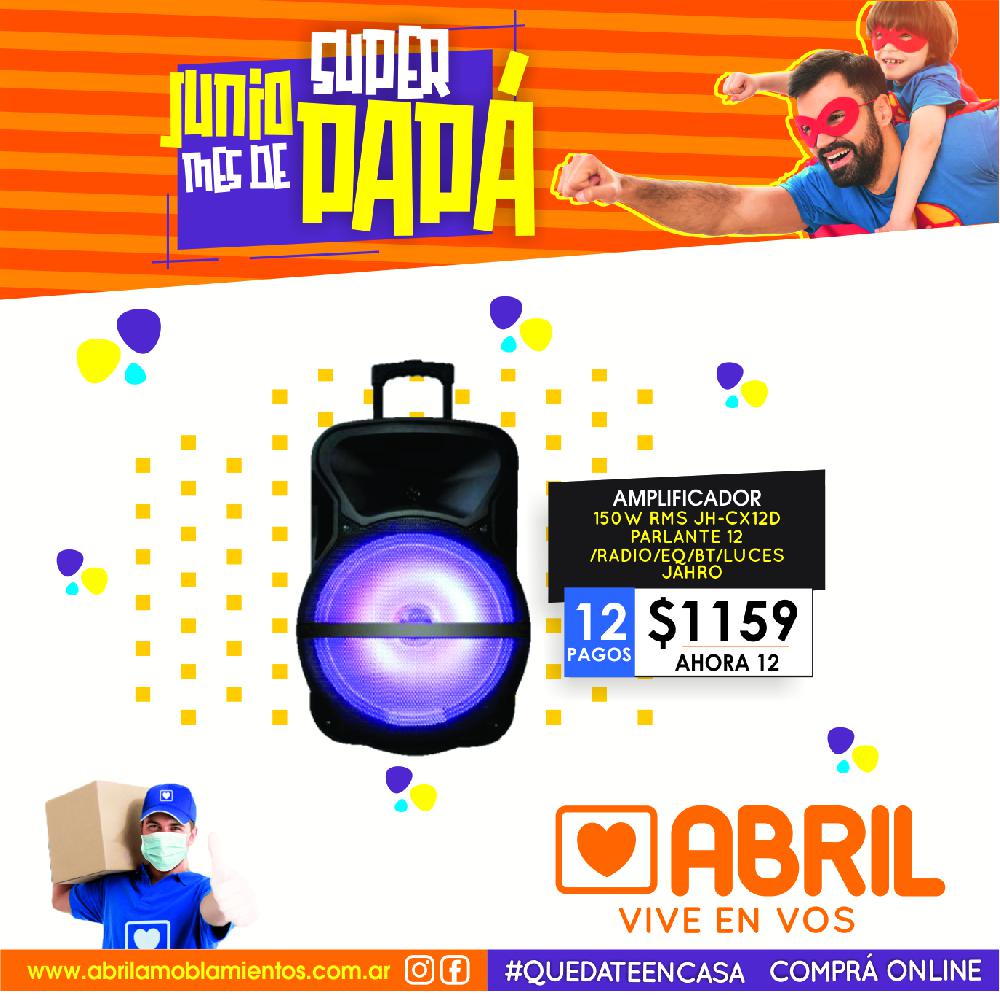 SUPER
JUNIO
MES DE
PAPÁ
AMPLIFICADOR
150W RMS JH-CX12D
PARLANTE 12
/RADIO/EQ/BT/LUCES
JAHRO
12
PAGOS
$1159
AHORA 12
ABRIL
VIVE EN VOS
www.abrilamoblamientos.com.ar
#QUEDATEENCASA COMPRÁ ONLINE